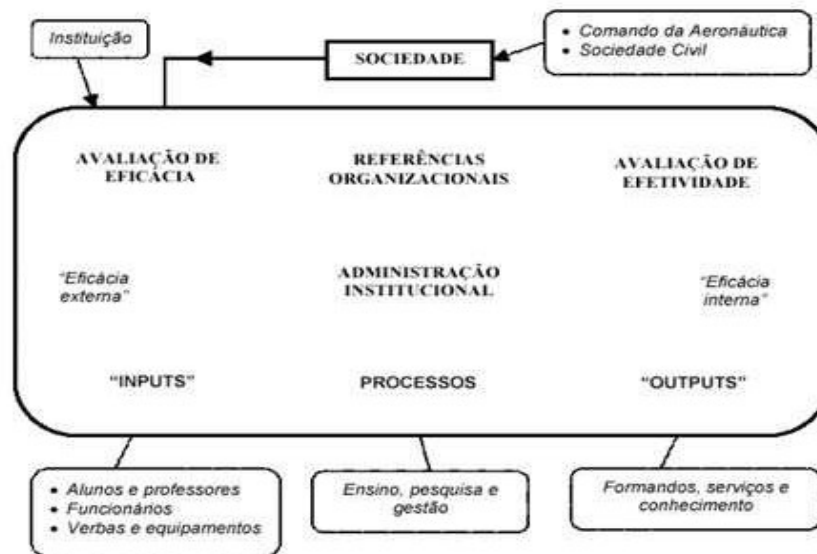 Instituição
SOCIEDADE
• Comando da Aeronáutica
• Sociedade Civil
AVALIAÇÃO DE
EFICÁCIA
REFERÊNCIAS
ORGANIZACIONAIS
AVALIAÇÃO DE
EFETIVIDADE
“Eficácia
externa”
ADMINISTRAÇÃO
INSTITUCIONAL
“Eficácia
interna”
“INPUTS”
PROCESSOS
“OUTPUTS”
• Alunos e professores
• Funcionários
• Verbas e equipamentos
Ensino, pesquisa e
gestão
Formandos, serviços e
conhecimento